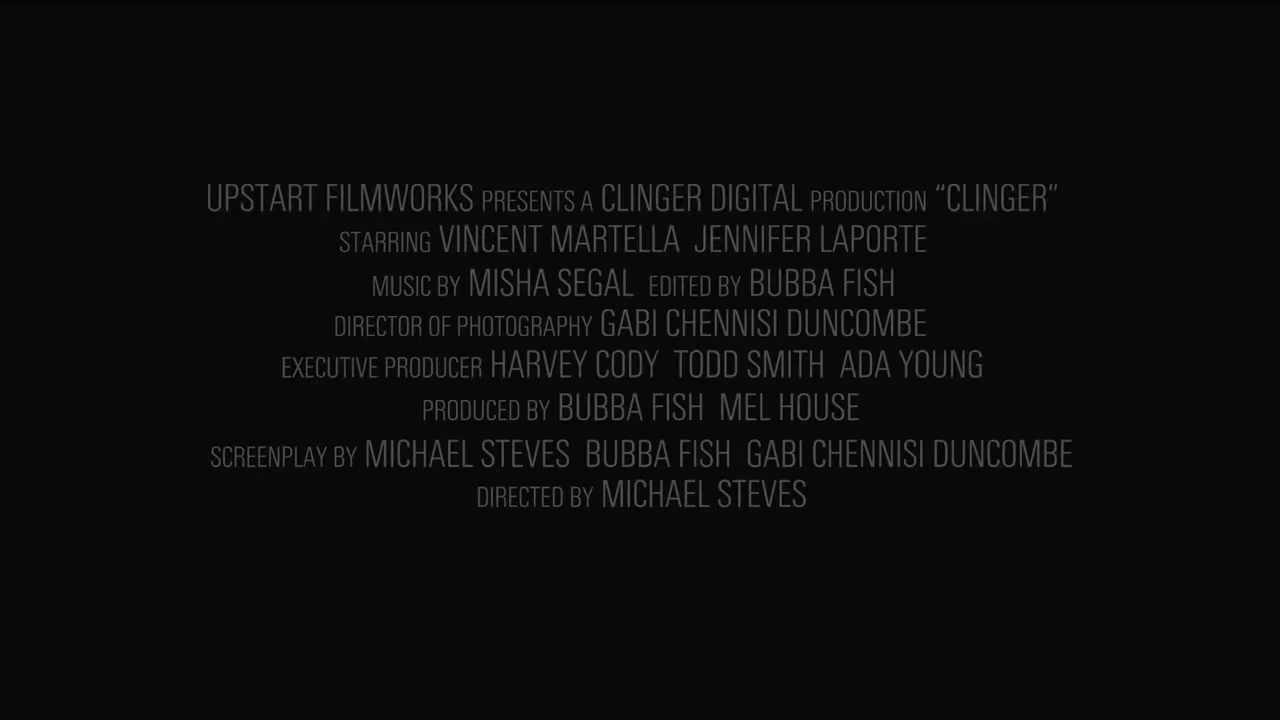 UPSTART FILMWORKS PRESENTS A CLINGER DIGITAL PRODUCTION “CLINGER”
STARRING VINCENT MARTELLA JENNIFER LAPORTE
MUSIC BY MISHA SEGAL EDITED BY BUBBA FISH
DIRECTOR OF PHOTOGRAPHY GABI CHENNISI DUNCOMBE
EXECUTIVE PRODUCER HARVEY CODY TODD SMITH ADA YOUNG
PRODUCED BY BUBBA FISH MEL HOUSE
SCREENPLAY BY MICHAEL STEVES BUBBA FISH GABI CHENNISI DUNCOMBE
DIRECTED BY MICHAEL STEVES